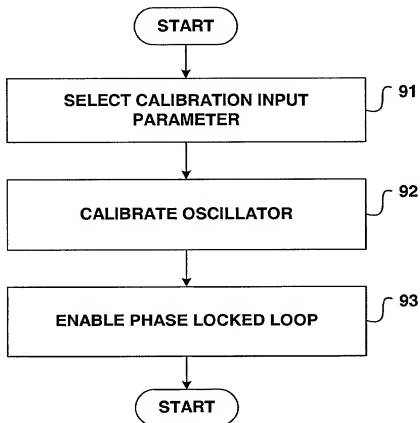 START
SELECT CALIBRATION INPUT
PARAMETER
91
CALIBRATE OSCILLATOR
92
ENABLE PHASE LOCKED LOOP
93
START